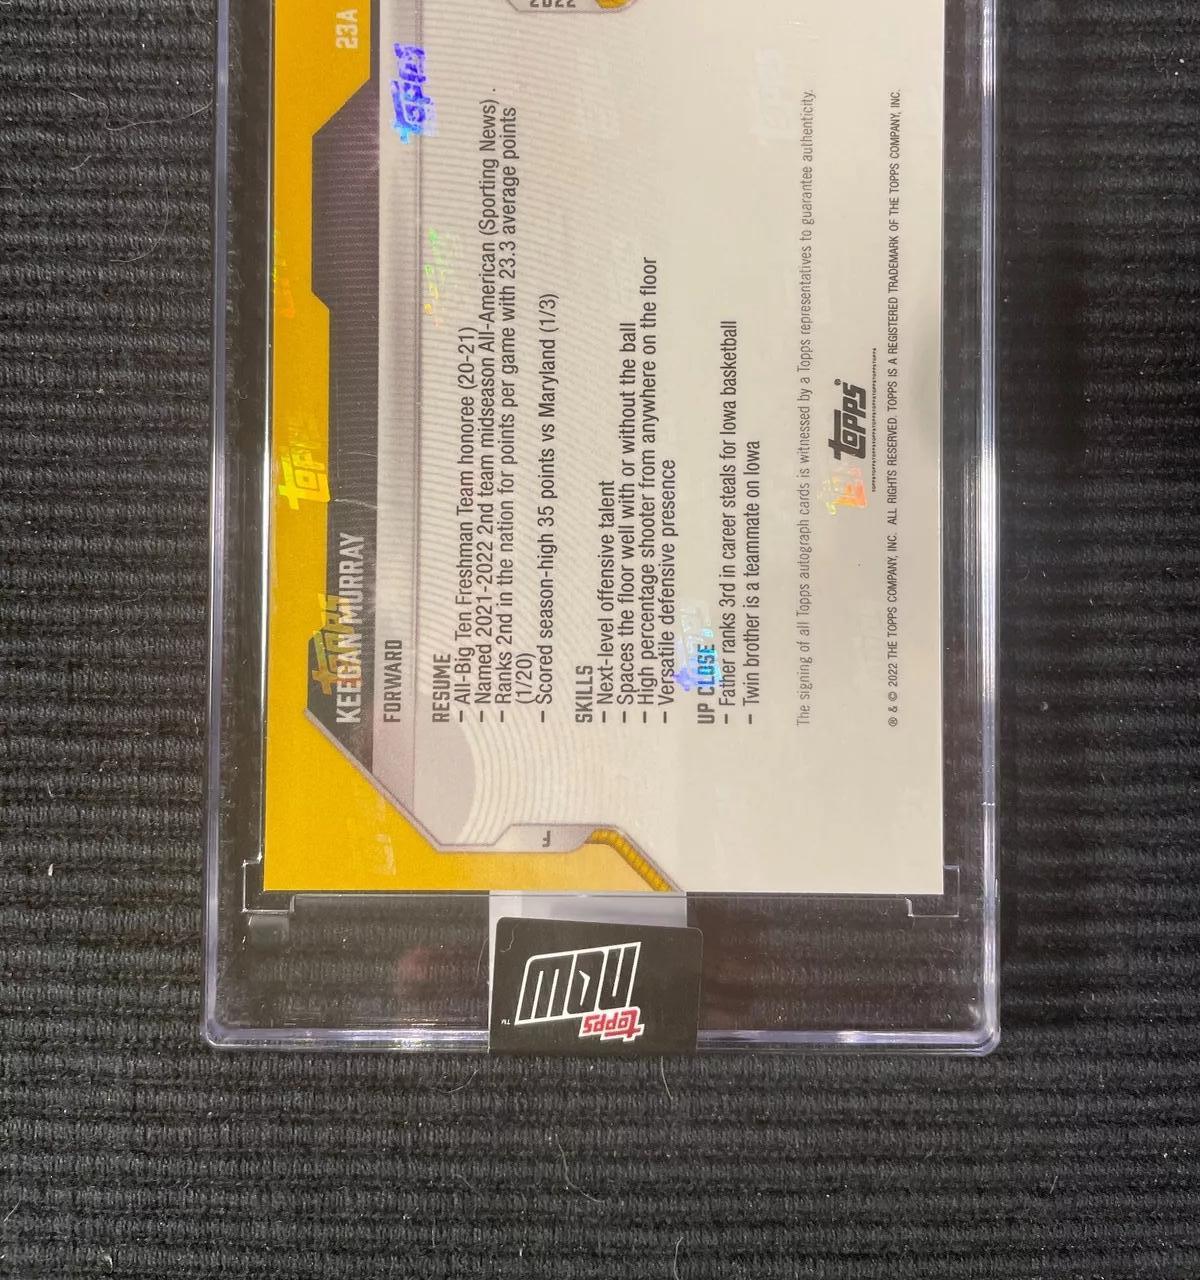 23A
KEEGAN MURRAY
FORWARD
RESUME
– All-Big Ten Freshman Team honoree (20-21)
– Named 2021-2022 2nd team midseason All-American (Sporting News) .
– Ranks 2nd in the nation for points per game with 23.3 average points
(1/20)
– Scored season-high 35 points vs Maryland (1/3)
SKILLS
– Next-level offensive talent
– Spaces the floor well with or without the ball
– High percentage shooter from anywhere on the floor
– Versatile defensive presence
UP CLOSE
– Father ranks 3rd in career steals for Iowa basketball
– Twin brother is a teammate on Iowa
The signing of all Topps autograph cards is witnessed by a Topps representatives to guarantee authenticity.
topps®
® & © 2022 THE TOPPS COMPANY, INC. ALL RIGHTS RESERVED. TOPPS IS A REGISTERED TRADEMARK OF THE TOPPS COMPANY, INC.
2022
F
topps
topps
topps
topps NOW™